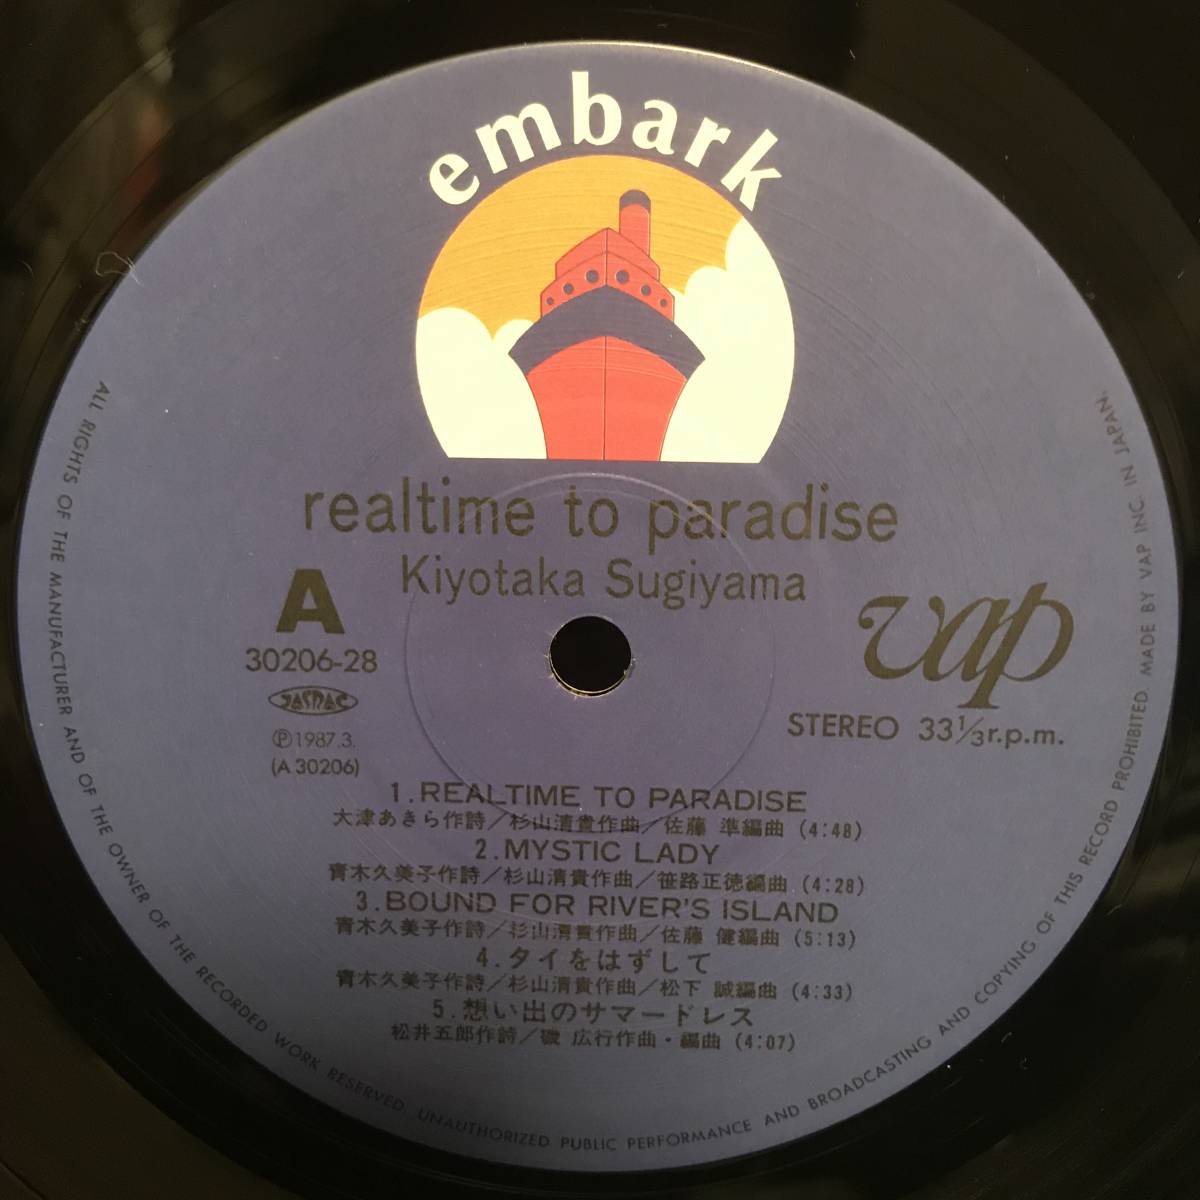 embark
realtime to paradise
Kiyotaka Sugiyama
A
30206-28
JASRAC
Ⓟ1987.3.
(A 30206)
vap
STEREO 33 1/3 r.p.m.
1.REALTIME TO PARADISE
大津あきら作詩／杉山清貴作曲／佐藤 準編曲 (4:48)
2.MYSTIC LADY
青木久美子作詩／杉山清貴作曲／笹路正徳編曲 (4:28)
3.BOUND FOR RIVER'S ISLAND
青木久美子作詩／杉山清貴作曲／佐藤 健編曲 (5:13)
4.タイをはずして
青木久美子作詩／杉山清貴作曲／松下 誠編曲 (4:33)
5.想い出のサマードレス
松井五郎作詩／磯 広行作曲・編曲 (4:07)
ALL RIGHTS OF THE MANUFACTURER AND OF THE OWNER OF THE RECORDED WORK RESERVED. UNAUTHORIZED PUBLIC PERFORMANCE AND BROADCASTING AND COPYING OF THIS RECORD PROHIBITED. MADE BY VAP INC. IN JAPAN.